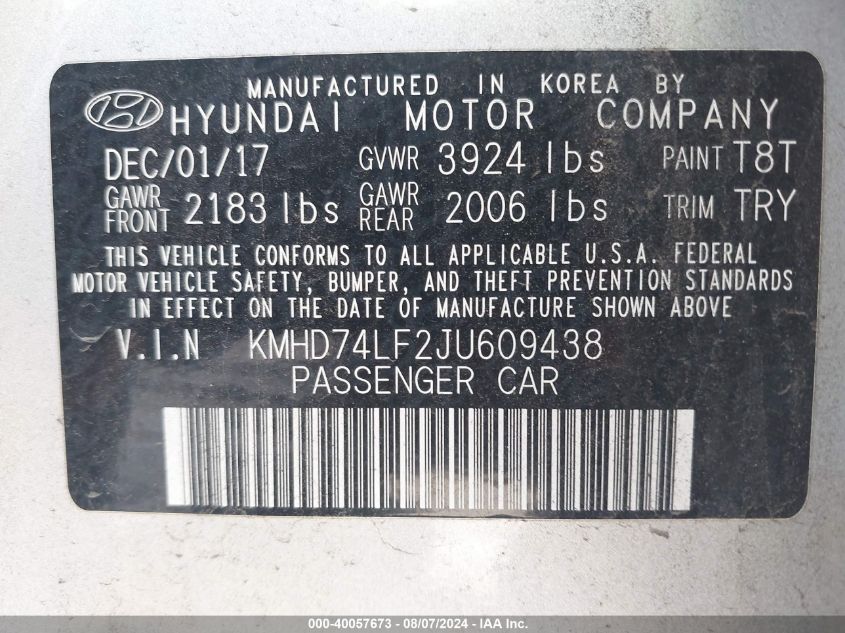 MANUFACTURED IN KOREA BY
HYUNDAI MOTOR COMPANY
DEC/01/17 GVWR 3924 lbs PAINT T8T
GAWR FRONT 2183 lbs GAWR REAR 2006 lbs TRIM TRY
THIS VEHICLE CONFORMS TO ALL APPLICABLE U.S.A. FEDERAL
MOTOR VEHICLE SAFETY, BUMPER, AND THEFT PREVENTION STANDARDS
IN EFFECT ON THE DATE OF MANUFACTURE SHOWN ABOVE
V.I.N KMHD74LF2JU609438
PASSENGER CAR
000-40057673 - 08/07/2024 - IAA Inc.